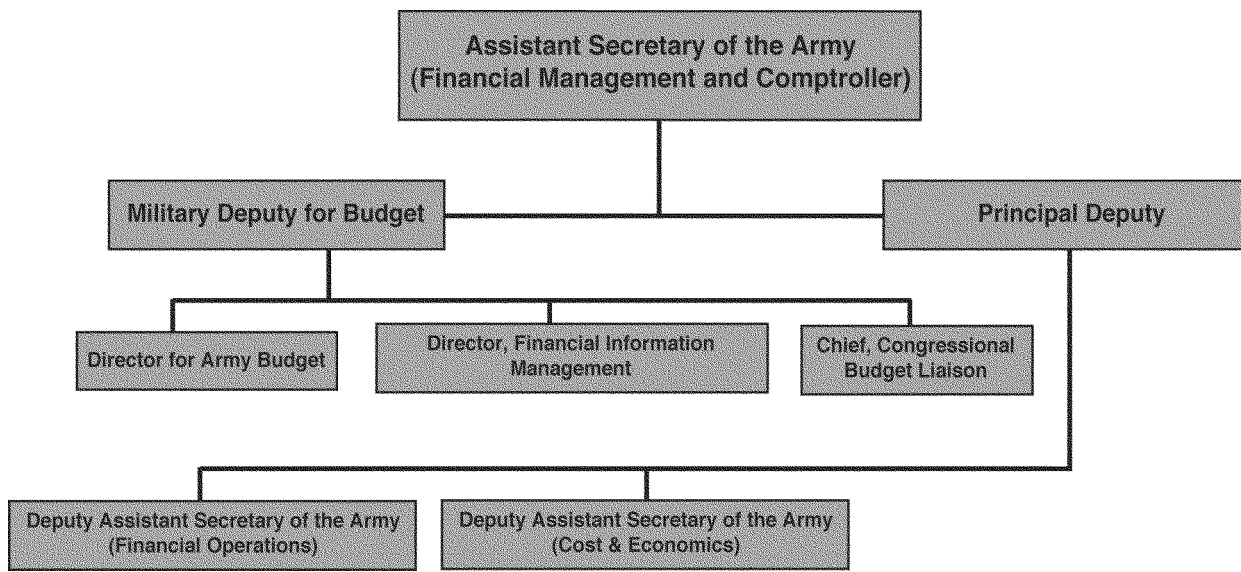 Assistant Secretary of the Army
(Financial Management and Comptroller)
Military Deputy for Budget
Principal Deputy
Director for Army Budget
Director, Financial Information
Management
Chief, Congressional
Budget Liaison
Deputy Assistant Secretary of the Army
(Financial Operations)
Deputy Assistant Secretary of the Army
(Cost & Economics)